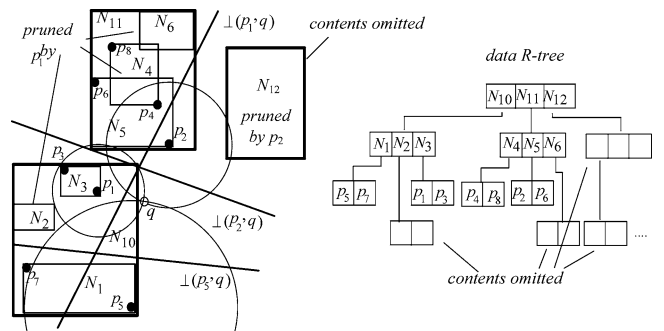 N11 N6 ⊥(p1,q)
pruned by p1
p8
N4
p6
p4
N5
p2
contents omitted
N12
pruned by p2
p3
N3
p1
N2
q
⊥(p2,q)
N10
⊥(p5,q)
p7
N1
p5
data R-tree
N10 N11 N12
N1 N2 N3 N4 N5 N6
p5 p7 p1 p3 p4 p8 p2 p6
....
contents omitted